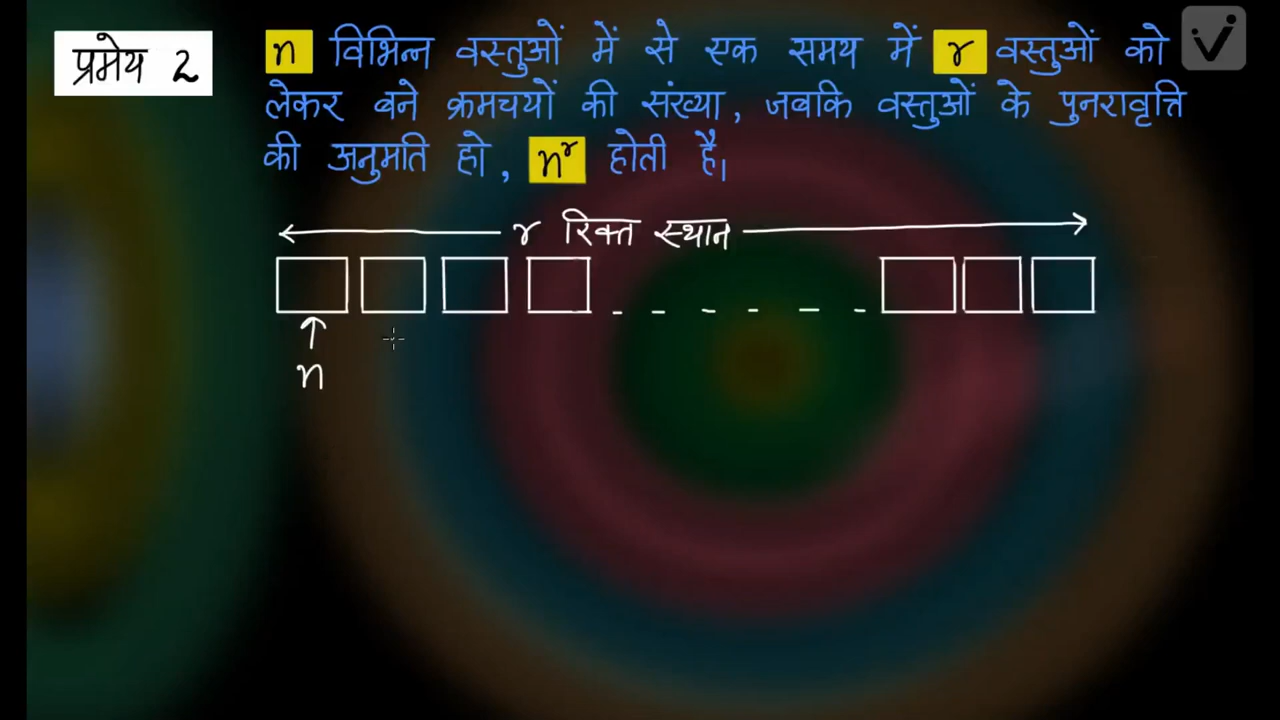 प्रमेय 2
n विभिन्न वस्तुओं में से एक समय में r वस्तुओं को
लेकर बने क्रमचयों की संख्या, जबकि वस्तुओं के पुनरावृत्ति
की अनुमति हो, nʳ होती है।
r रिक्त स्थान
n